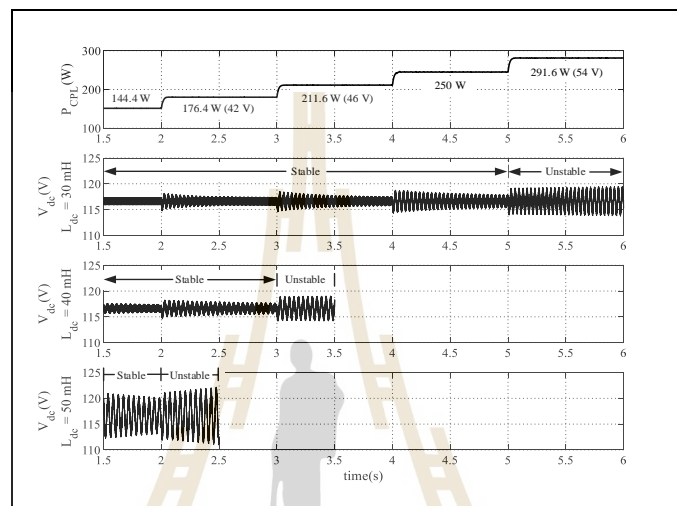 300
200
100
P_CPL(W)
144.4 W
176.4 W (42 V)
211.6 W (46 V)
250 W
291.6 W (54 V)
1.5 2 2.5 3 3.5 4 4.5 5 5.5 6
125
120
115
110
V_dc(V)
L_dc = 30 mH
Stable
Unstable
1.5 2 2.5 3 3.5 4 4.5 5 5.5 6
125
120
115
110
V_dc(V)
L_dc = 40 mH
Stable
Unstable
1.5 2 2.5 3 3.5 4 4.5 5 5.5 6
125
120
115
110
V_dc(V)
L_dc = 50 mH
Stable
Unstable
1.5 2 2.5 3 3.5 4 4.5 5 5.5 6
time(s)